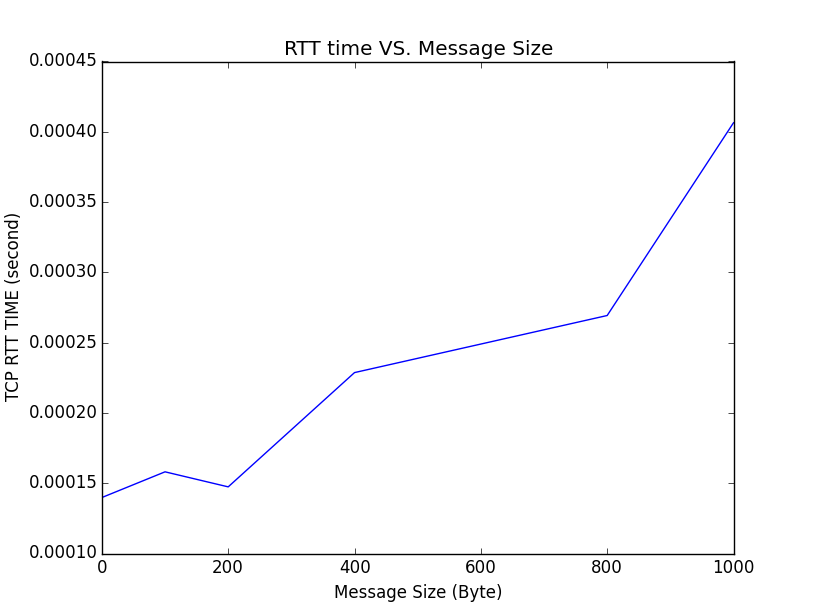 RTT time VS. Message Size
0.00045
0.00040
0.00035
0.00030
0.00025
0.00020
0.00015
0.00010
TCP RTT TIME (second)
0 200 400 600 800 1000
Message Size (Byte)